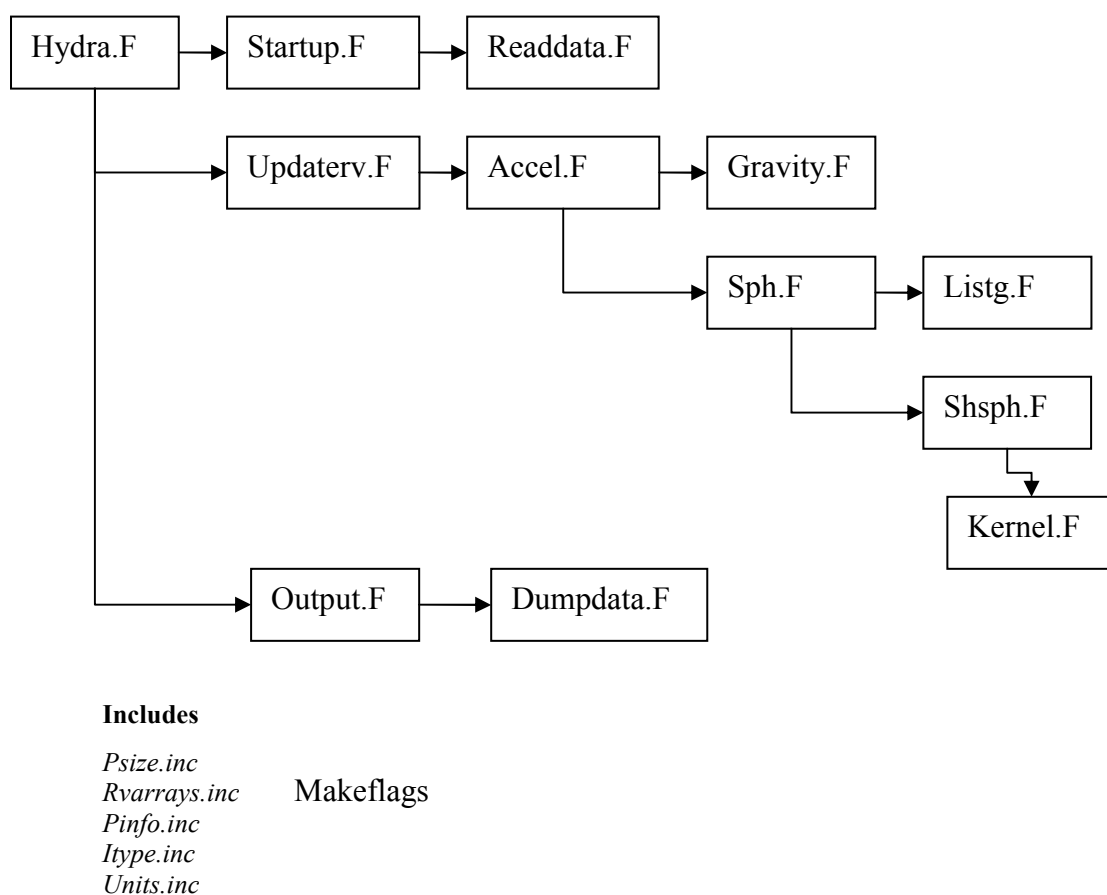 Hydra.F
Startup.F
Readdata.F
Updaterv.F
Accel.F
Gravity.F
Sph.F
Listg.F
Shsph.F
Kernel.F
Output.F
Dumpdata.F
Includes
Psize.inc
Rvarrays.inc
Makeflags
Pinfo.inc
Itype.inc
Units.inc